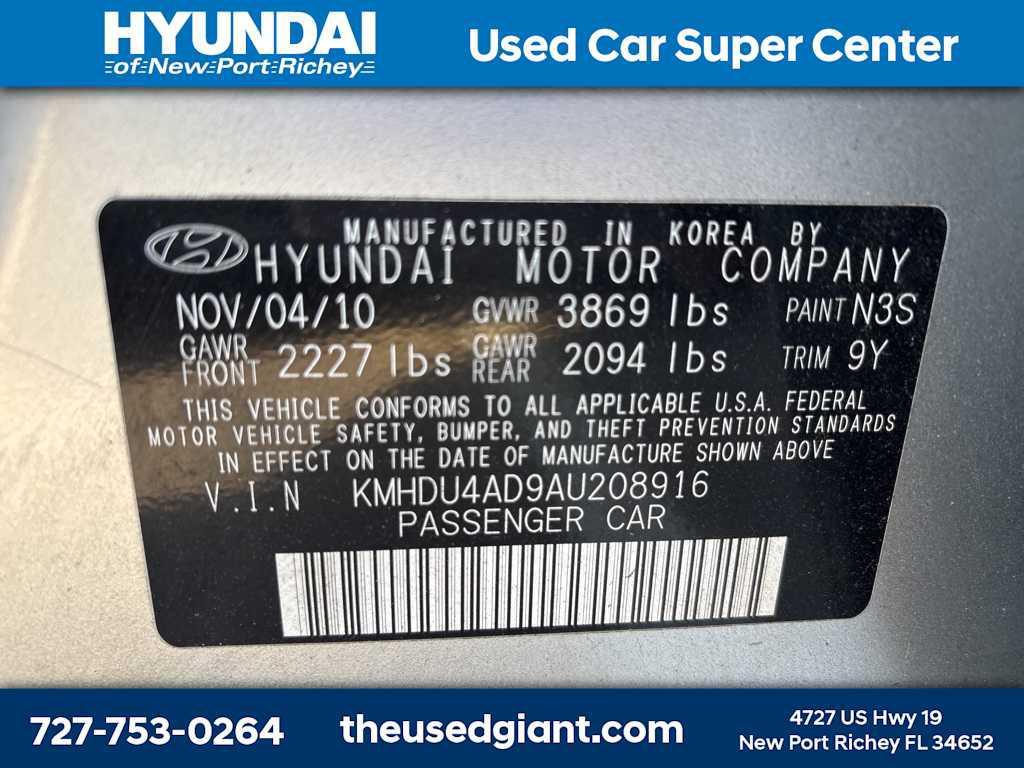 HYUNDAI
of New Port Richey
Used Car Super Center
MANUFACTURED IN KOREA BY
HYUNDAI MOTOR COMPANY
NOV/04/10 GVWR 3869 lbs PAINT N3S
GAWR FRONT 2227 lbs GAWR REAR 2094 lbs TRIM 9Y
THIS VEHICLE CONFORMS TO ALL APPLICABLE U.S.A. FEDERAL
MOTOR VEHICLE SAFETY, BUMPER, AND THEFT PREVENTION STANDARDS
IN EFFECT ON THE DATE OF MANUFACTURE SHOWN ABOVE
V.I.N KMHDU4AD9AU208916
PASSENGER CAR
727-753-0264
theusedgiant.com
4727 US Hwy 19
New Port Richey FL 34652